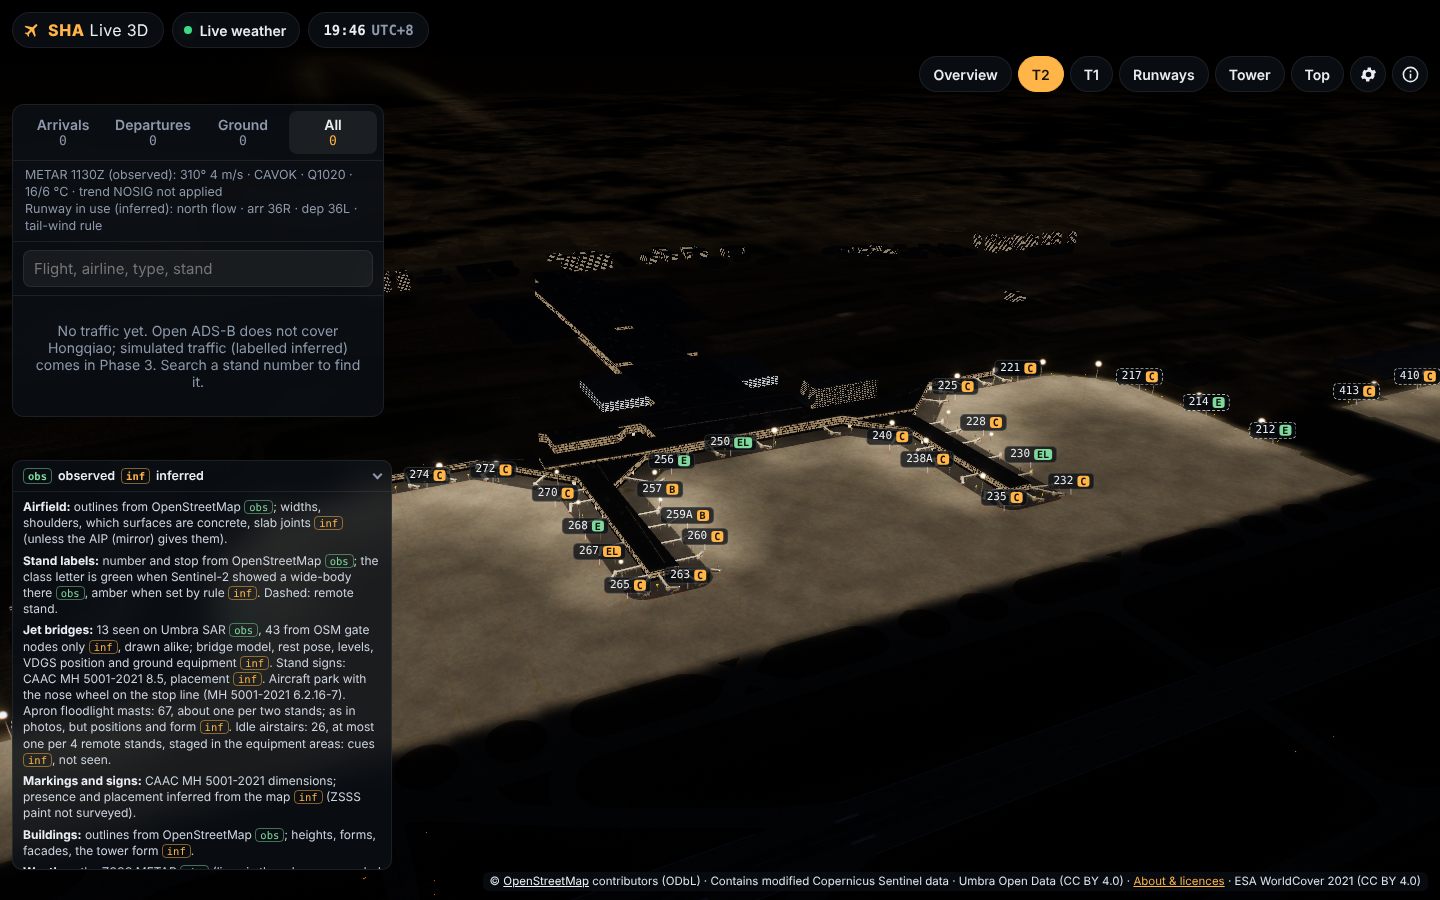 SHA Live 3D
Live weather
19:46 UTC+8
Overview
T2
T1
Runways
Tower
Top
Arrivals
0
Departures
0
Ground
0
All
0
METAR 1130Z (observed): 310° 4 m/s · CAVOK · Q1020 ·
16/6 °C · trend NOSIG not applied
Runway in use (inferred): north flow · arr 36R · dep 36L ·
tail-wind rule
Flight, airline, type, stand
No traffic yet. Open ADS-B does not cover
Hongqiao; simulated traffic (labelled inferred)
comes in Phase 3. Search a stand number to find
it.
obs observed inf inferred
Airfield: outlines from OpenStreetMap obs; widths,
shoulders, which surfaces are concrete, slab joints inf
(unless the AIP (mirror) gives them).
Stand labels: number and stop from OpenStreetMap obs; the
class letter is green when Sentinel-2 showed a wide-body
there obs, amber when set by rule inf. Dashed: remote
stand.
Jet bridges: 13 seen on Umbra SAR obs, 43 from OSM gate
nodes only inf, drawn alike; bridge model, rest pose, levels,
VDGS position and ground equipment inf. Stand signs:
CAAC MH 5001-2021 8.5, placement inf. Aircraft park with
the nose wheel on the stop line (MH 5001-2021 6.2.16-7).
Apron floodlight masts: 67, about one per two stands; as in
photos, but positions and form inf. Idle airstairs: 26, at most
one per 4 remote stands, staged in the equipment areas: cues
inf, not seen.
Markings and signs: CAAC MH 5001-2021 dimensions;
presence and placement inferred from the map inf (ZSSS
paint not surveyed).
Buildings: outlines from OpenStreetMap obs; heights, forms,
facades, the tower form inf.
221 C
225 C
217 C
410 C
413 C
214 E
228 C
212 E
240 C
250 EL
230 EL
238A C
256 E
274 C
272 C
232 C
257 B
270 C
235 C
259A B
268 E
260 C
267 EL
263 C
265 C
© OpenStreetMap contributors (ODbL) · Contains modified Copernicus Sentinel data · Umbra Open Data (CC BY 4.0) · About & licences · ESA WorldCover 2021 (CC BY 4.0)